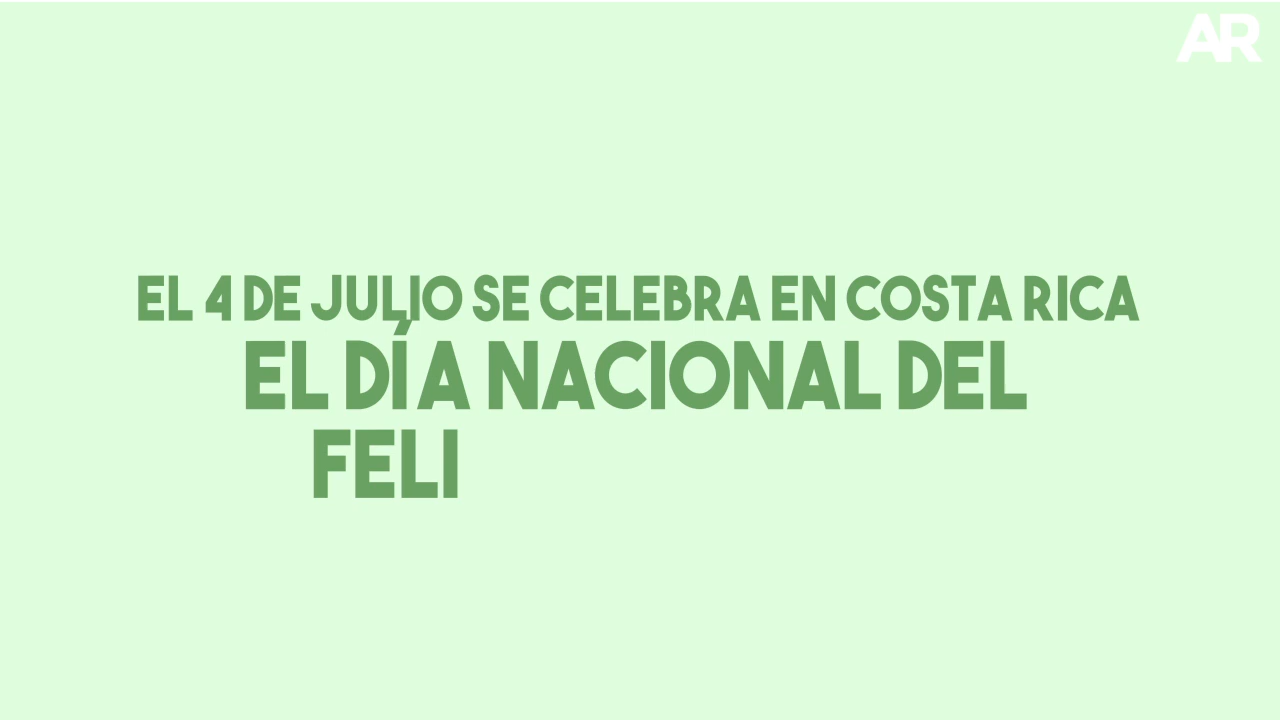 AR
EL 4 DE JULIO SE CELEBRA EN COSTA RICA
EL DÍA NACIONAL DEL
FELI